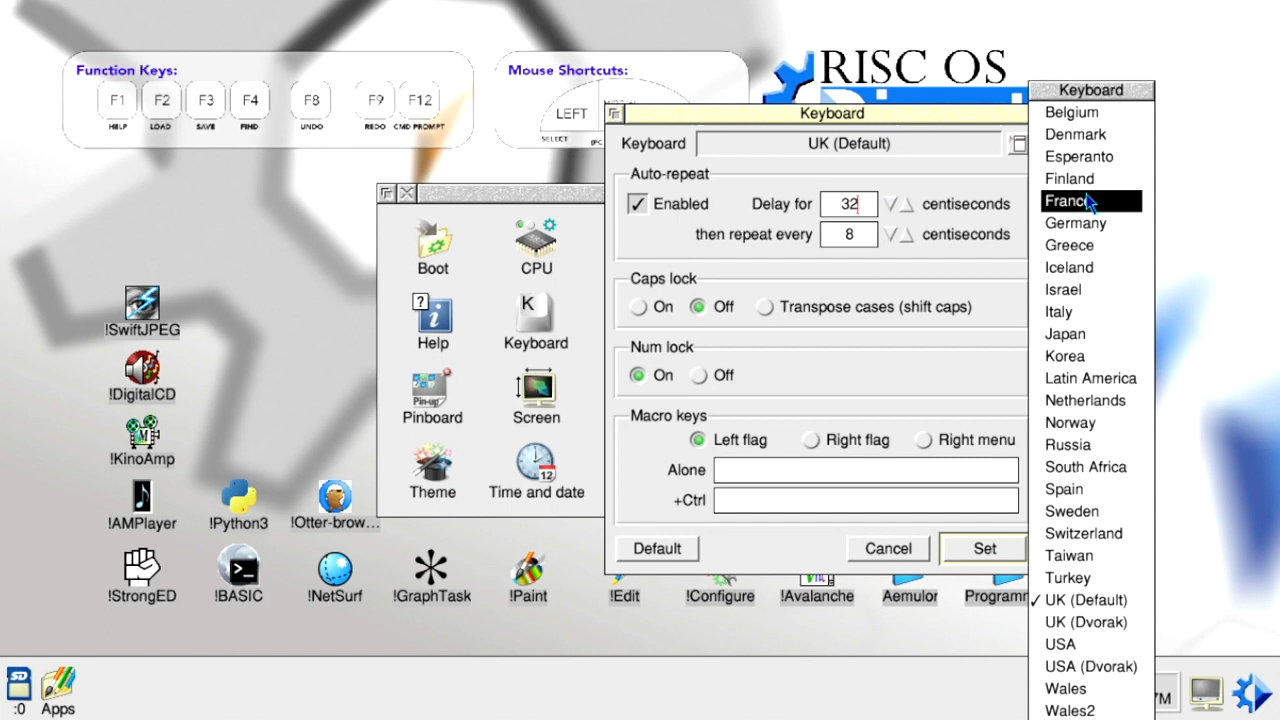 Function Keys:
F1
F2
F3
F4
F8
F9
F12
HELP
LOAD
SAVE
FIND
UNDO
REDO
CMD PROMPT
Mouse Shortcuts:
LEFT
SELECT
RISC OS
Keyboard
Keyboard
UK (Default)
Auto-repeat
Enabled
Delay for
32
centiseconds
then repeat every
8
centiseconds
Caps lock
On
Off
Transpose cases (shift caps)
Num lock
On
Off
Macro keys
Left flag
Right flag
Right menu
Alone
+Ctrl
Default
Cancel
Set
Keyboard
Belgium
Denmark
Esperanto
Finland
France
Germany
Greece
Iceland
Israel
Italy
Japan
Korea
Latin America
Netherlands
Norway
Russia
South Africa
Spain
Sweden
Switzerland
Taiwan
Turkey
UK (Default)
UK (Dvorak)
USA
USA (Dvorak)
Wales
Wales2
Boot
CPU
Help
K
Keyboard
Pin-up
Pinboard
Screen
12
Theme
Time and date
!SwiftJPEG
!DigitalCD
!KinoAmp
!AMPlayer
!Python3
!Otter-brow...
!StrongED
!BASIC
!NetSurf
!GraphTask
!Paint
!Edit
!Configure
!Avalanche
Aemulor
Programm
SD
:0
Apps
7M